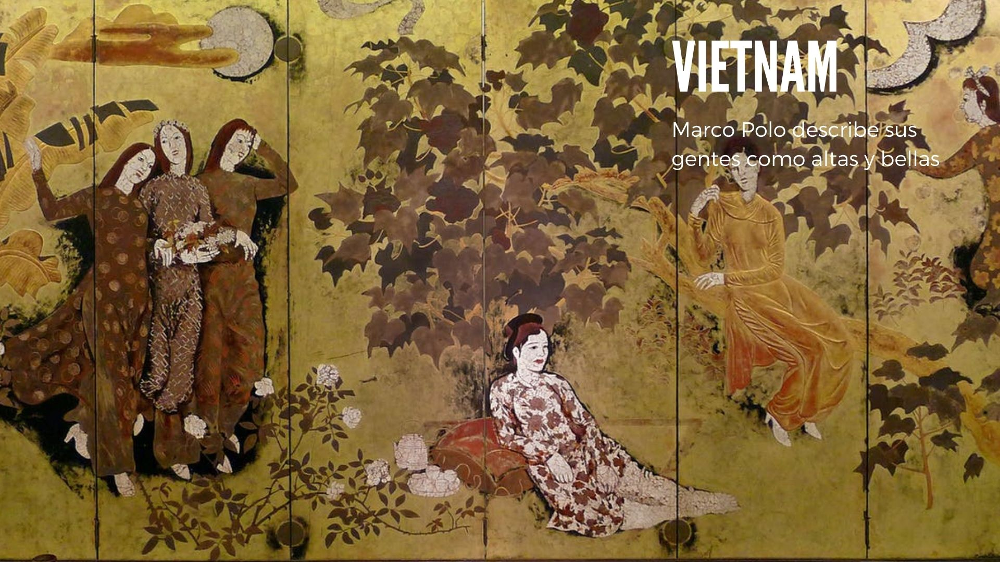 VIETNAM
Marco Polo describe sus
gentes como altas y bellas